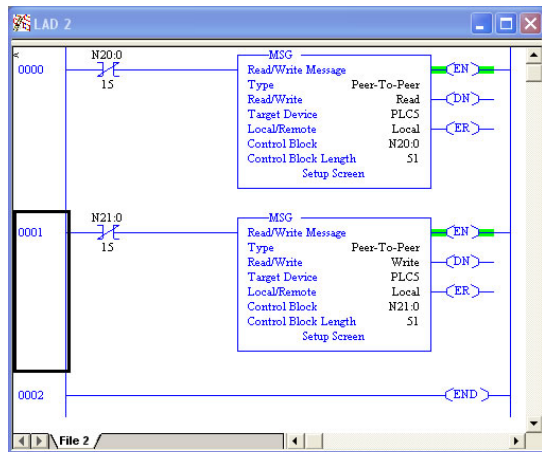 LAD 2
0000
N20:0
15
MSG
Read/Write Message
Type Peer-To-Peer
Read/Write Read
Target Device PLC5
Local/Remote Local
Control Block N20:0
Control Block Length 51
Setup Screen
EN
DN
ER
0001
N21:0
15
MSG
Read/Write Message
Type Peer-To-Peer
Read/Write Write
Target Device PLC5
Local/Remote Local
Control Block N21:0
Control Block Length 51
Setup Screen
EN
DN
ER
0002
END
File 2